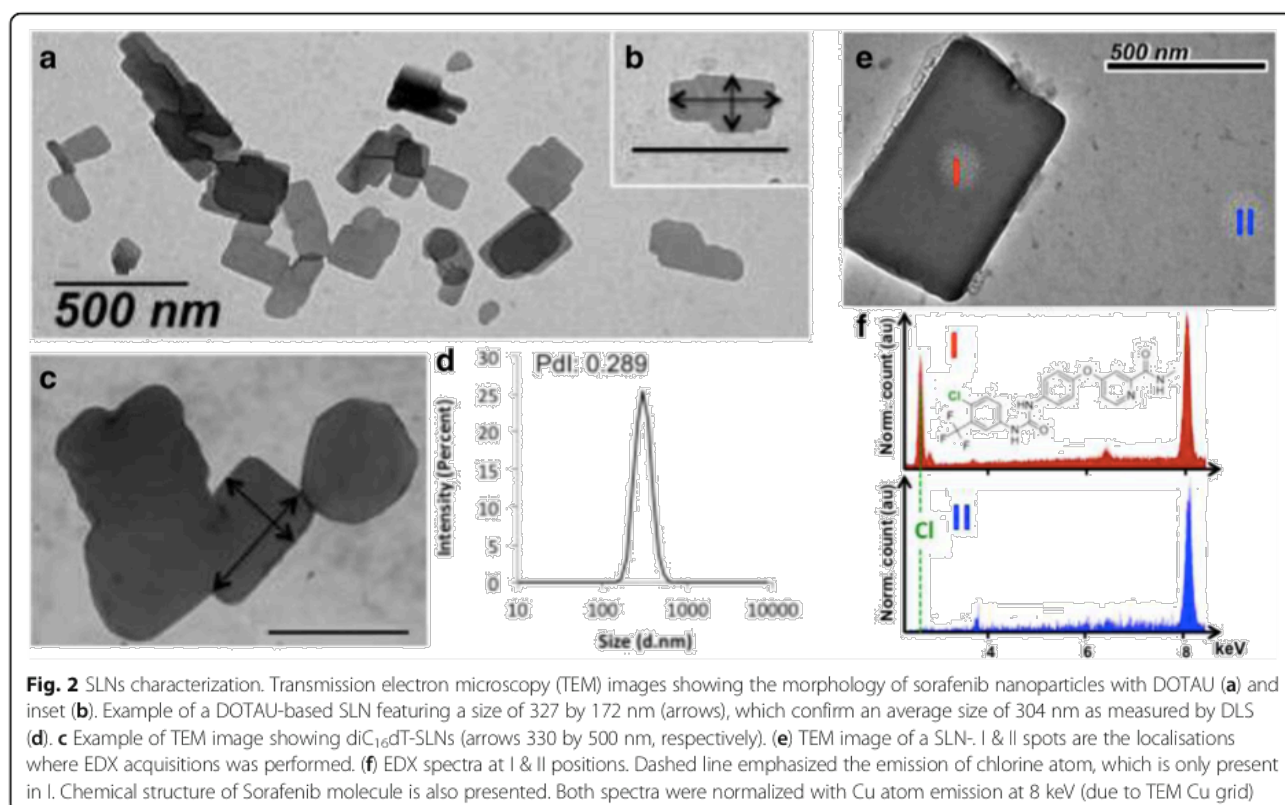 a
500 nm
b
c
d
PdI: 0.289
Intensity (Percent)
30
25
20
15
10
5
0
10
100
1000
10000
Size (d.nm)
e
500 nm
I
II
f
I
Norm. count (au)
Cl
F
F
F
HN
N
H
O
O
N
O
N
H
II
Norm. count (au)
Cl
4
6
8
keV
Fig. 2 SLNs characterization. Transmission electron microscopy (TEM) images showing the morphology of sorafenib nanoparticles with DOTAU (a) and
inset (b). Example of a DOTAU-based SLN featuring a size of 327 by 172 nm (arrows), which confirm an average size of 304 nm as measured by DLS
(d). c Example of TEM image showing diC₁₆dT-SLNs (arrows 330 by 500 nm, respectively). (e) TEM image of a SLN-. I & II spots are the localisations
where EDX acquisitions was performed. (f) EDX spectra at I & II positions. Dashed line emphasized the emission of chlorine atom, which is only present
in I. Chemical structure of Sorafenib molecule is also presented. Both spectra were normalized with Cu atom emission at 8 keV (due to TEM Cu grid)